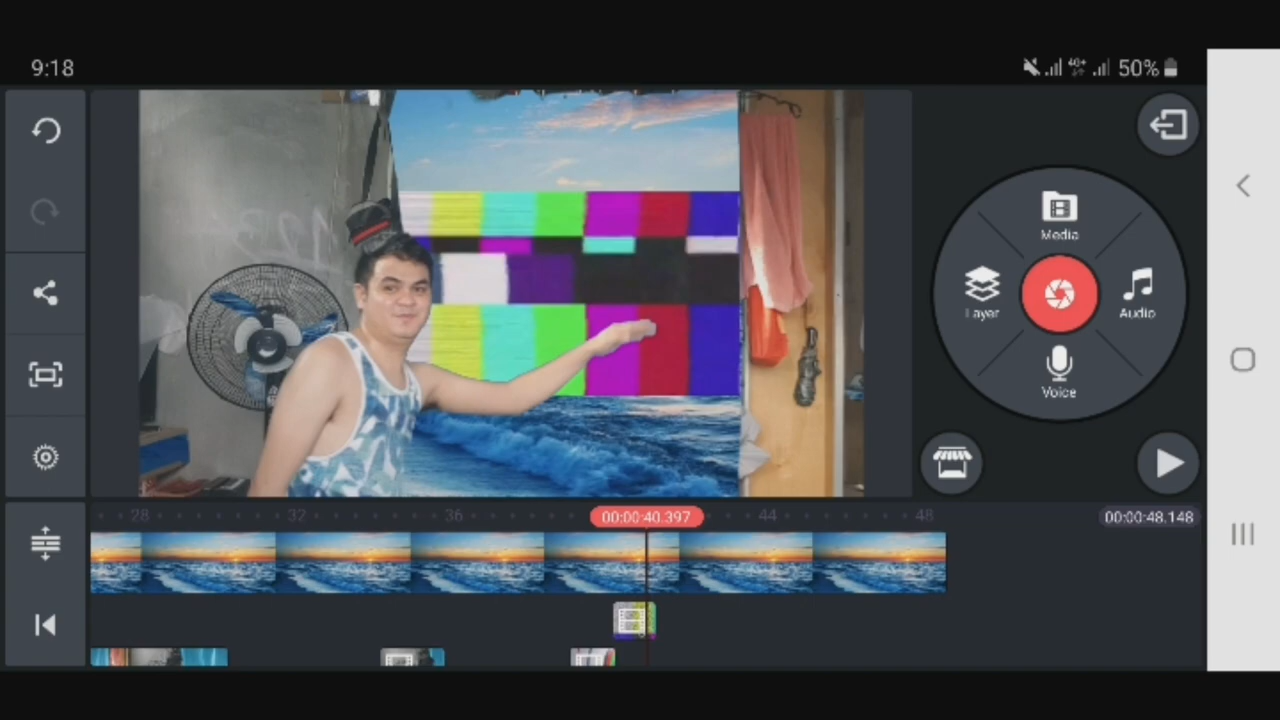 9:18
4G+ 50%
Media
Layer
Audio
Voice
28 32 36 00:00:40.397 44 48 00:00:48.148